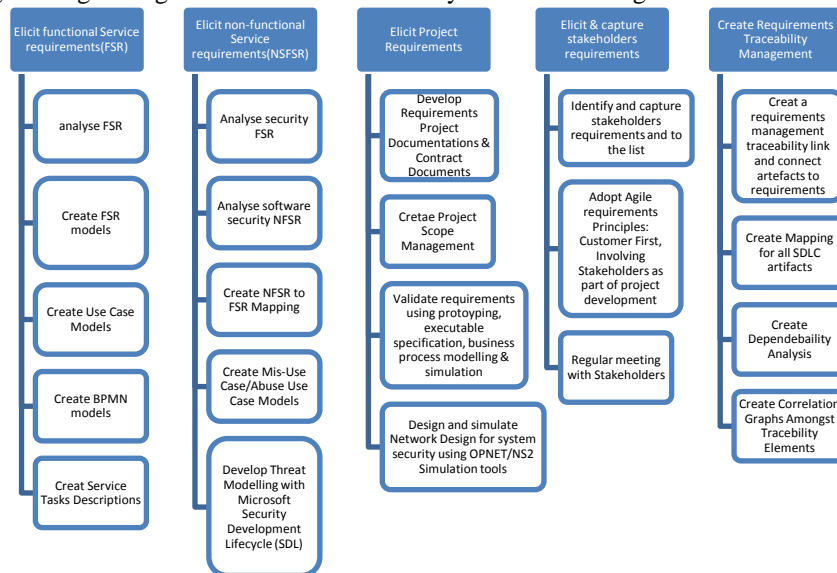 Elicit functional Service
requirements(FSR)
analyse FSR
Create FSR
models
Create Use Case
Models
Create BPMN
models
Creat Service
Tasks Descriptions
Elicit non-functional
Service
requirements(NSFSR)
Analyse security
FSR
Analyse software
security NFSR
Create NFSR to
FSR Mapping
Create Mis-Use
Case/Abuse Use
Case Models
Develop Threat
Modelling with
Microsoft
Security
Development
Lifecycle (SDL)
Elicit Project
Requirements
Develop
Requirements
Project
Documentations &
Contract
Documents
Cretae Project
Scope
Management
Validate requirements
using protoyping,
executable
specification, business
process modelling &
simulation
Design and simulate
Network Design for system
security using OPNET/NS2
Simulation tools
Elicit & capture
stakeholders
requirements
Identify and capture
stakeholders
requirements and to
the list
Adopt Agile
requirements
Principles:
Customer First,
Involving
Stakeholders as
part of project
development
Regular meeting
with Stakeholders
Create Requirements
Traceability
Management
Creat a
requirements
management
traceability link
and connect
artefacts to
requirements
Create Mapping
for all SDLC
artifacts
Create
Dependebaility
Analysis
Create Correlation
Graphs Amongst
Tracebility
Elements